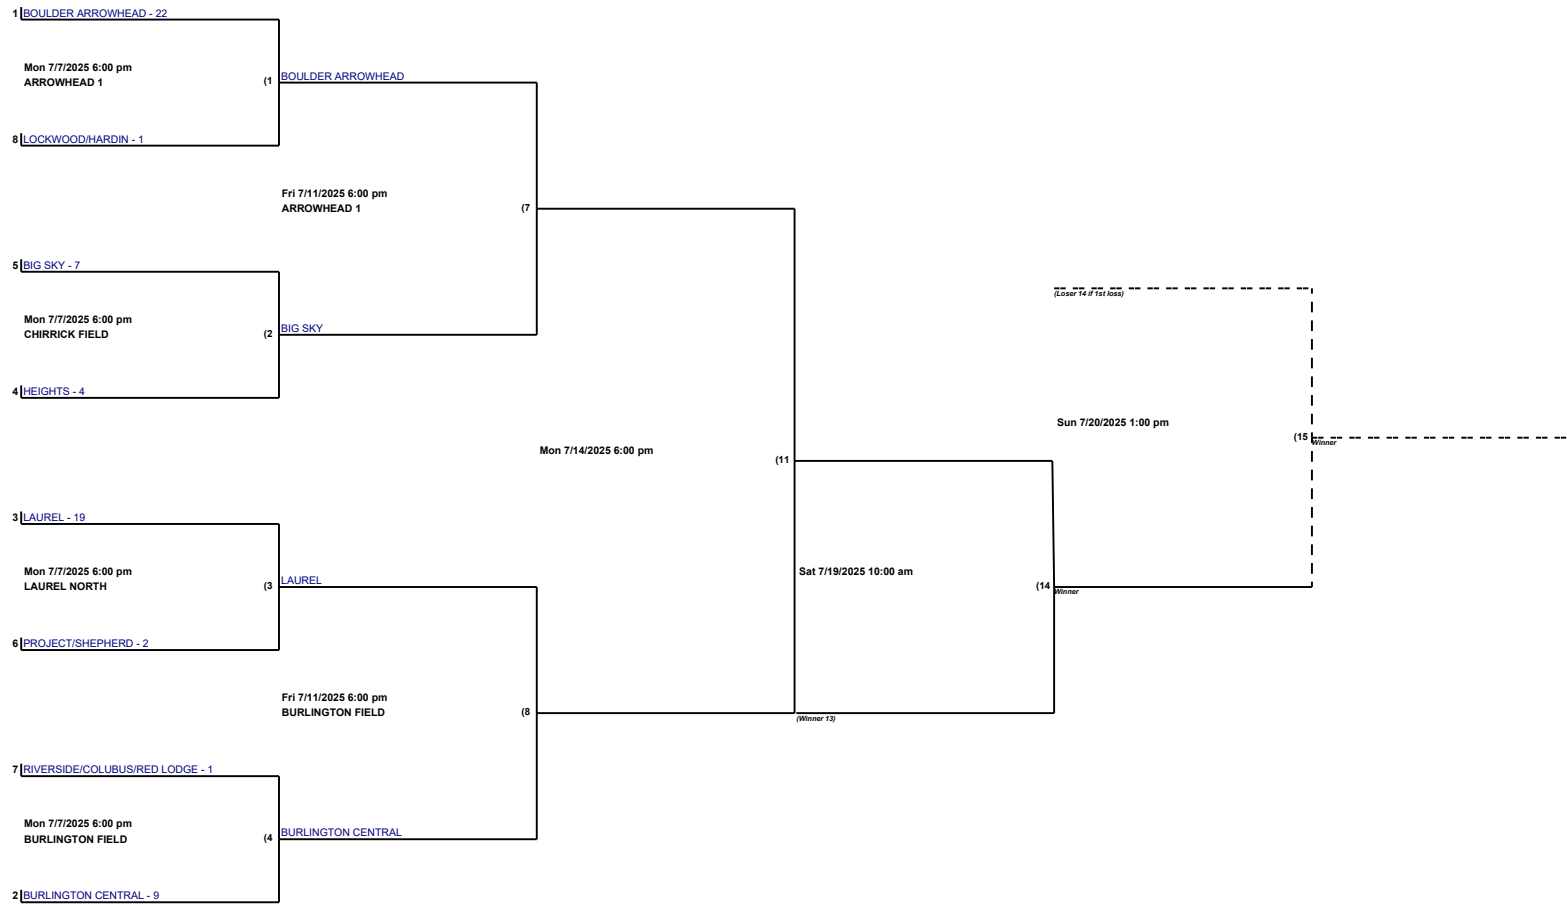 1 BOULDER ARROWHEAD - 22
Mon 7/7/2025 6:00 pm
ARROWHEAD 1
(1
BOULDER ARROWHEAD
8 LOCKWOOD/HARDIN - 1
Fri 7/11/2025 6:00 pm
ARROWHEAD 1
(7
5 BIG SKY - 7
Mon 7/7/2025 6:00 pm
CHIRRICK FIELD
(2
BIG SKY
4 HEIGHTS - 4
Mon 7/14/2025 6:00 pm
(11
3 LAUREL - 19
Mon 7/7/2025 6:00 pm
LAUREL NORTH
(3
LAUREL
6 PROJECT/SHEPHERD - 2
Fri 7/11/2025 6:00 pm
BURLINGTON FIELD
(8
7 RIVERSIDE/COLUBUS/RED LODGE - 1
Mon 7/7/2025 6:00 pm
BURLINGTON FIELD
(4
BURLINGTON CENTRAL
2 BURLINGTON CENTRAL - 9
Sat 7/19/2025 10:00 am
(14
Winner
(Winner 13)
(Loser 14 if 1st loss)
Sun 7/20/2025 1:00 pm
(15
Winner